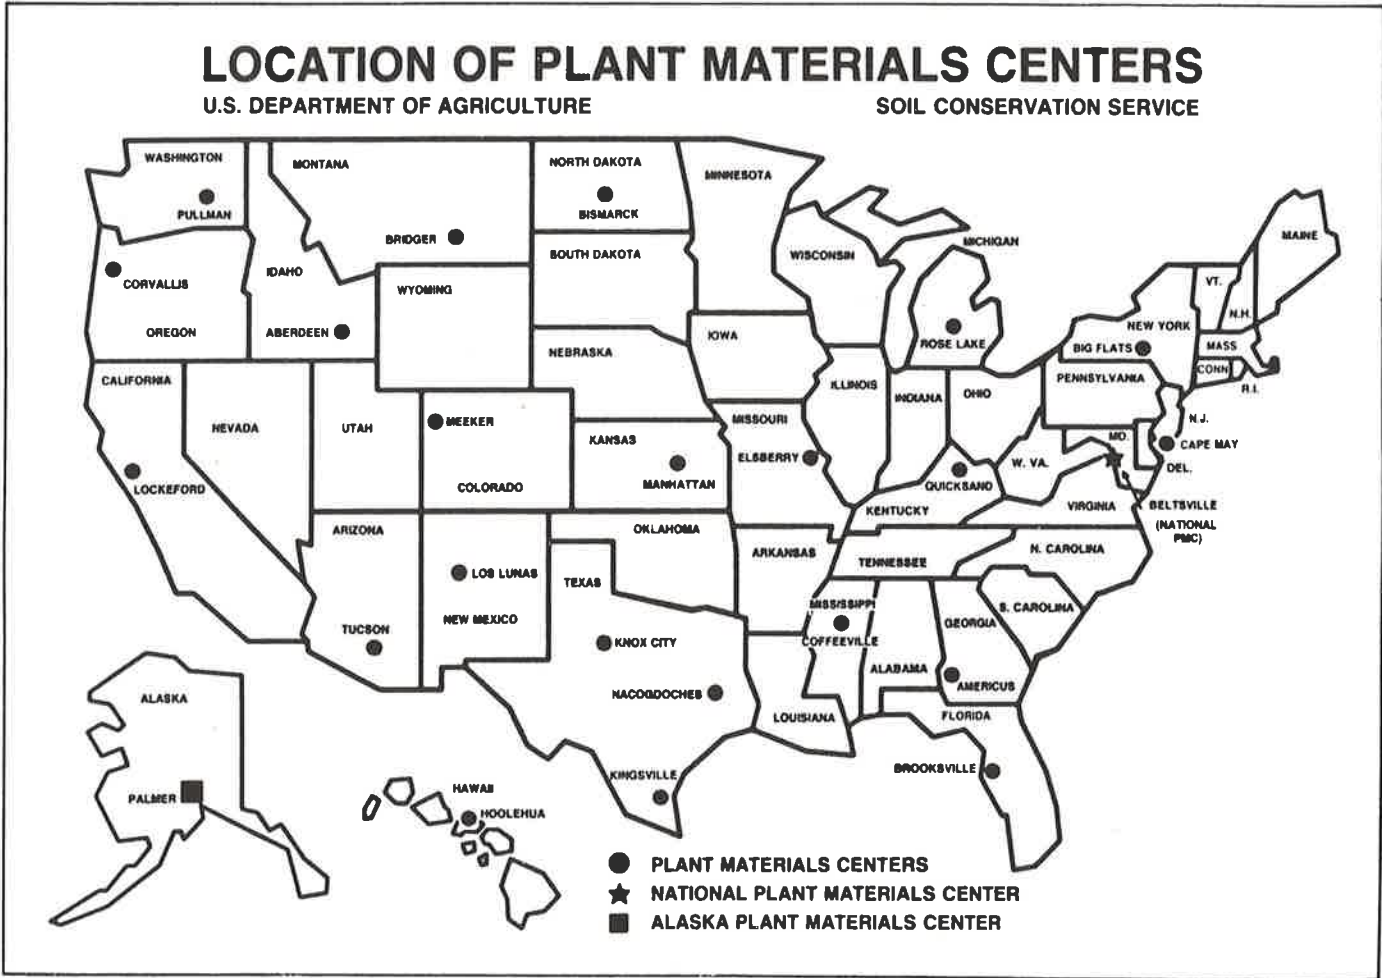 LOCATION OF PLANT MATERIALS CENTERS
U.S. DEPARTMENT OF AGRICULTURE
SOIL CONSERVATION SERVICE
WASHINGTON
PULLMAN
MONTANA
BRIDGER
NORTH DAKOTA
BISMARCK
MINNESOTA
CORVALLIS
OREGON
IDAHO
ABERDEEN
WYOMING
SOUTH DAKOTA
WISCONSIN
MICHIGAN
ROSE LAKE
MAINE
VT.
N.H.
NEW YORK
BIG FLATS
MASS
CONN
R.I.
CALIFORNIA
LOCKEFORD
NEVADA
UTAH
MEEKER
COLORADO
NEBRASKA
IOWA
ILLINOIS
INDIANA
OHIO
PENNSYLVANIA
N.J.
CAPE MAY
MD.
DEL.
KANSAS
MANHATTAN
MISSOURI
ELSBERRY
QUICKSAND
KENTUCKY
W. VA.
VIRGINIA
BELTSVILLE
(NATIONAL
PMC)
ARIZONA
TUCSON
LOS LUNAS
NEW MEXICO
OKLAHOMA
TEXAS
KNOX CITY
NACOGDOCHES
KINGSVILLE
ARKANSAS
TENNESSEE
N. CAROLINA
S. CAROLINA
MISSISSIPPI
COFFEEVILLE
ALABAMA
GEORGIA
AMERICUS
LOUISIANA
FLORIDA
BROOKSVILLE
ALASKA
PALMER
HAWAII
HOOLEHUA
PLANT MATERIALS CENTERS
NATIONAL PLANT MATERIALS CENTER
ALASKA PLANT MATERIALS CENTER